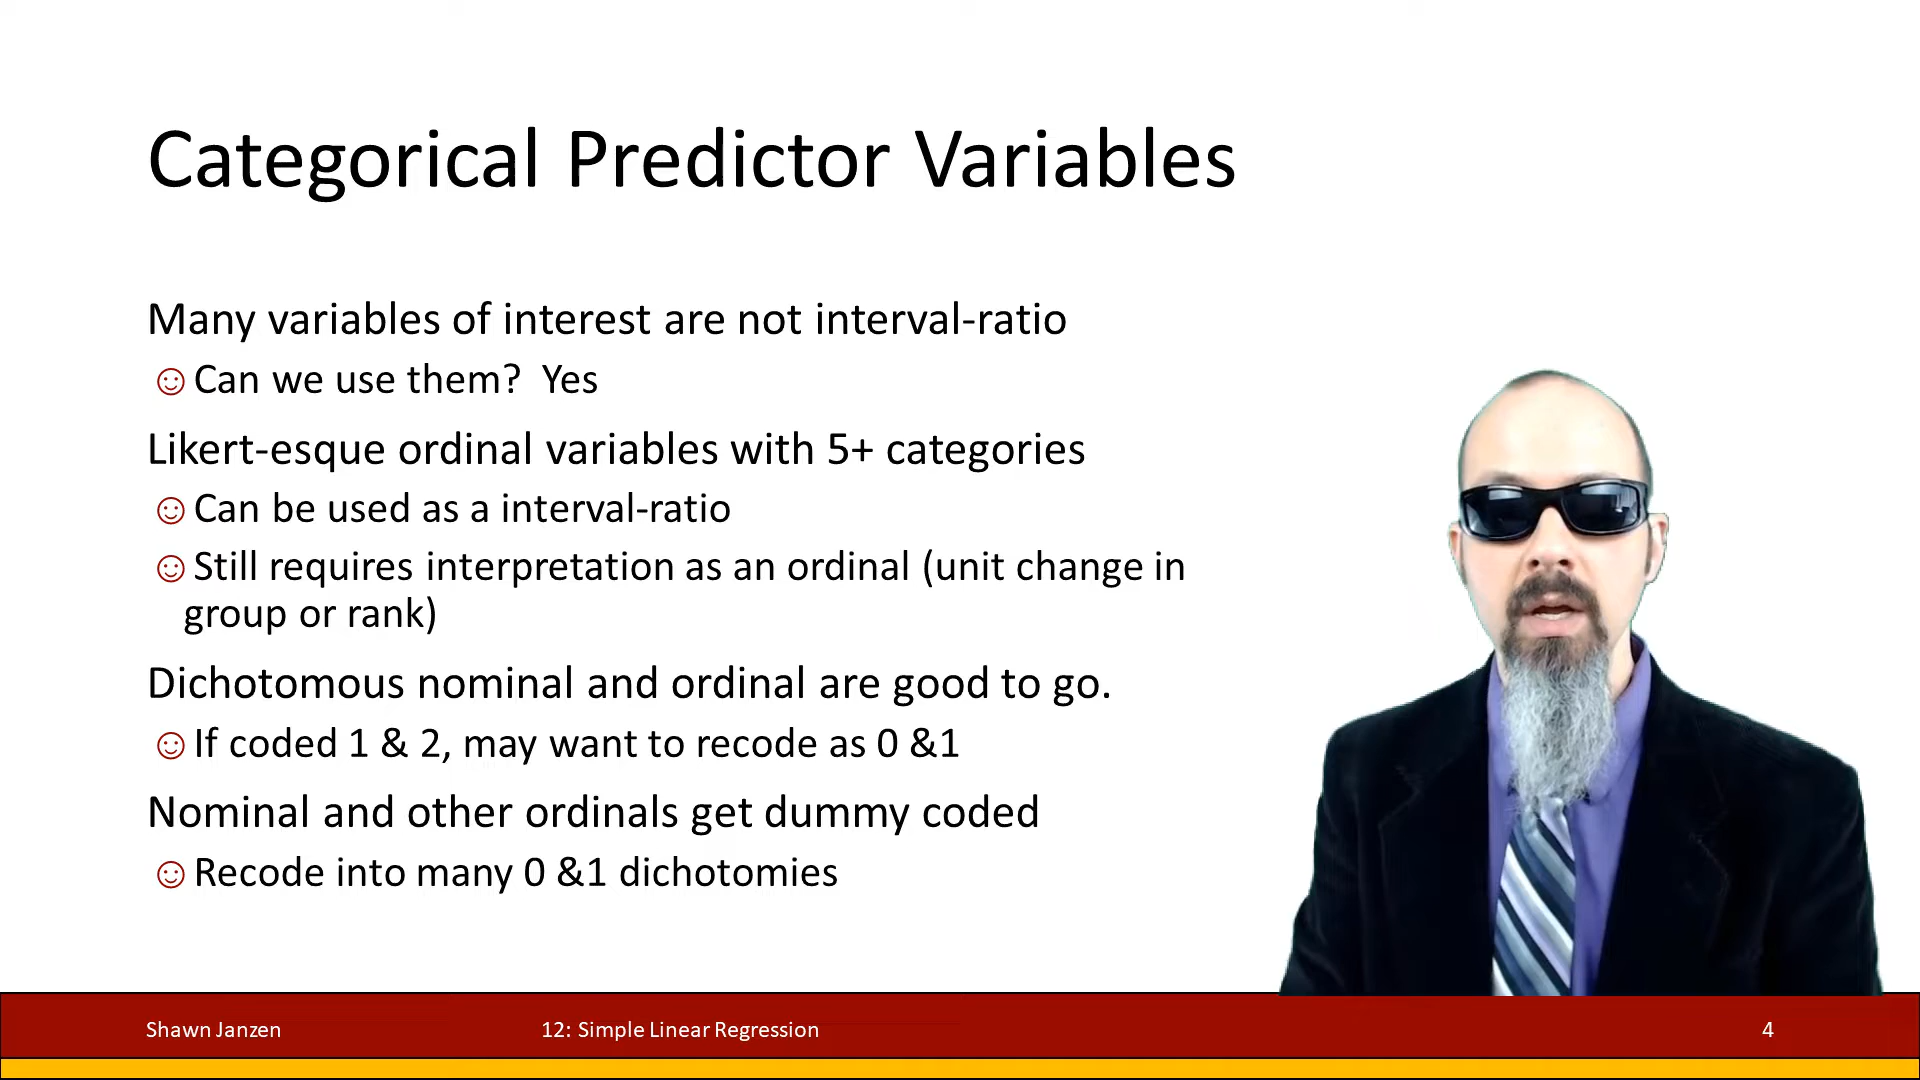 Categorical Predictor Variables
Many variables of interest are not interval-ratio
☺Can we use them?  Yes
Likert-esque ordinal variables with 5+ categories
☺Can be used as a interval-ratio
☺Still requires interpretation as an ordinal (unit change in
group or rank)
Dichotomous nominal and ordinal are good to go.
☺If coded 1 & 2, may want to recode as 0 &1
Nominal and other ordinals get dummy coded
☺Recode into many 0 &1 dichotomies
Shawn Janzen
12: Simple Linear Regression
4